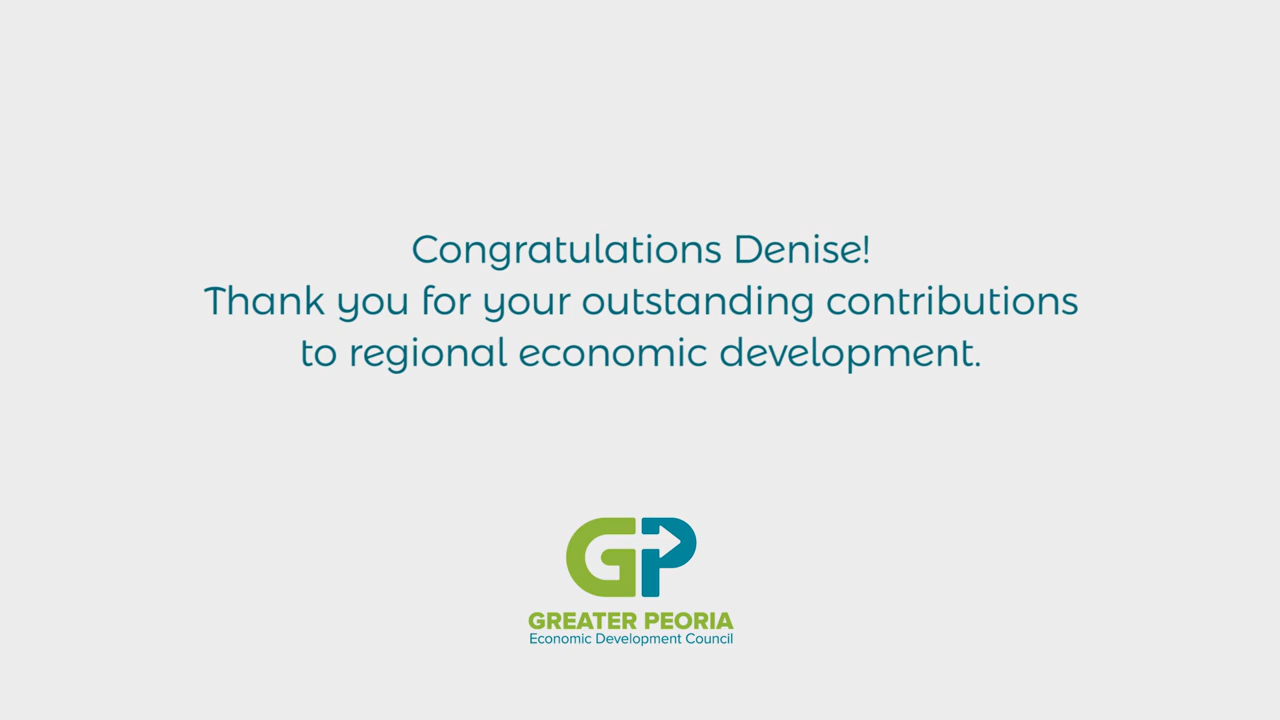 Congratulations Denise!
Thank you for your outstanding contributions
to regional economic development.
GP
GREATER PEORIA
Economic Development Council